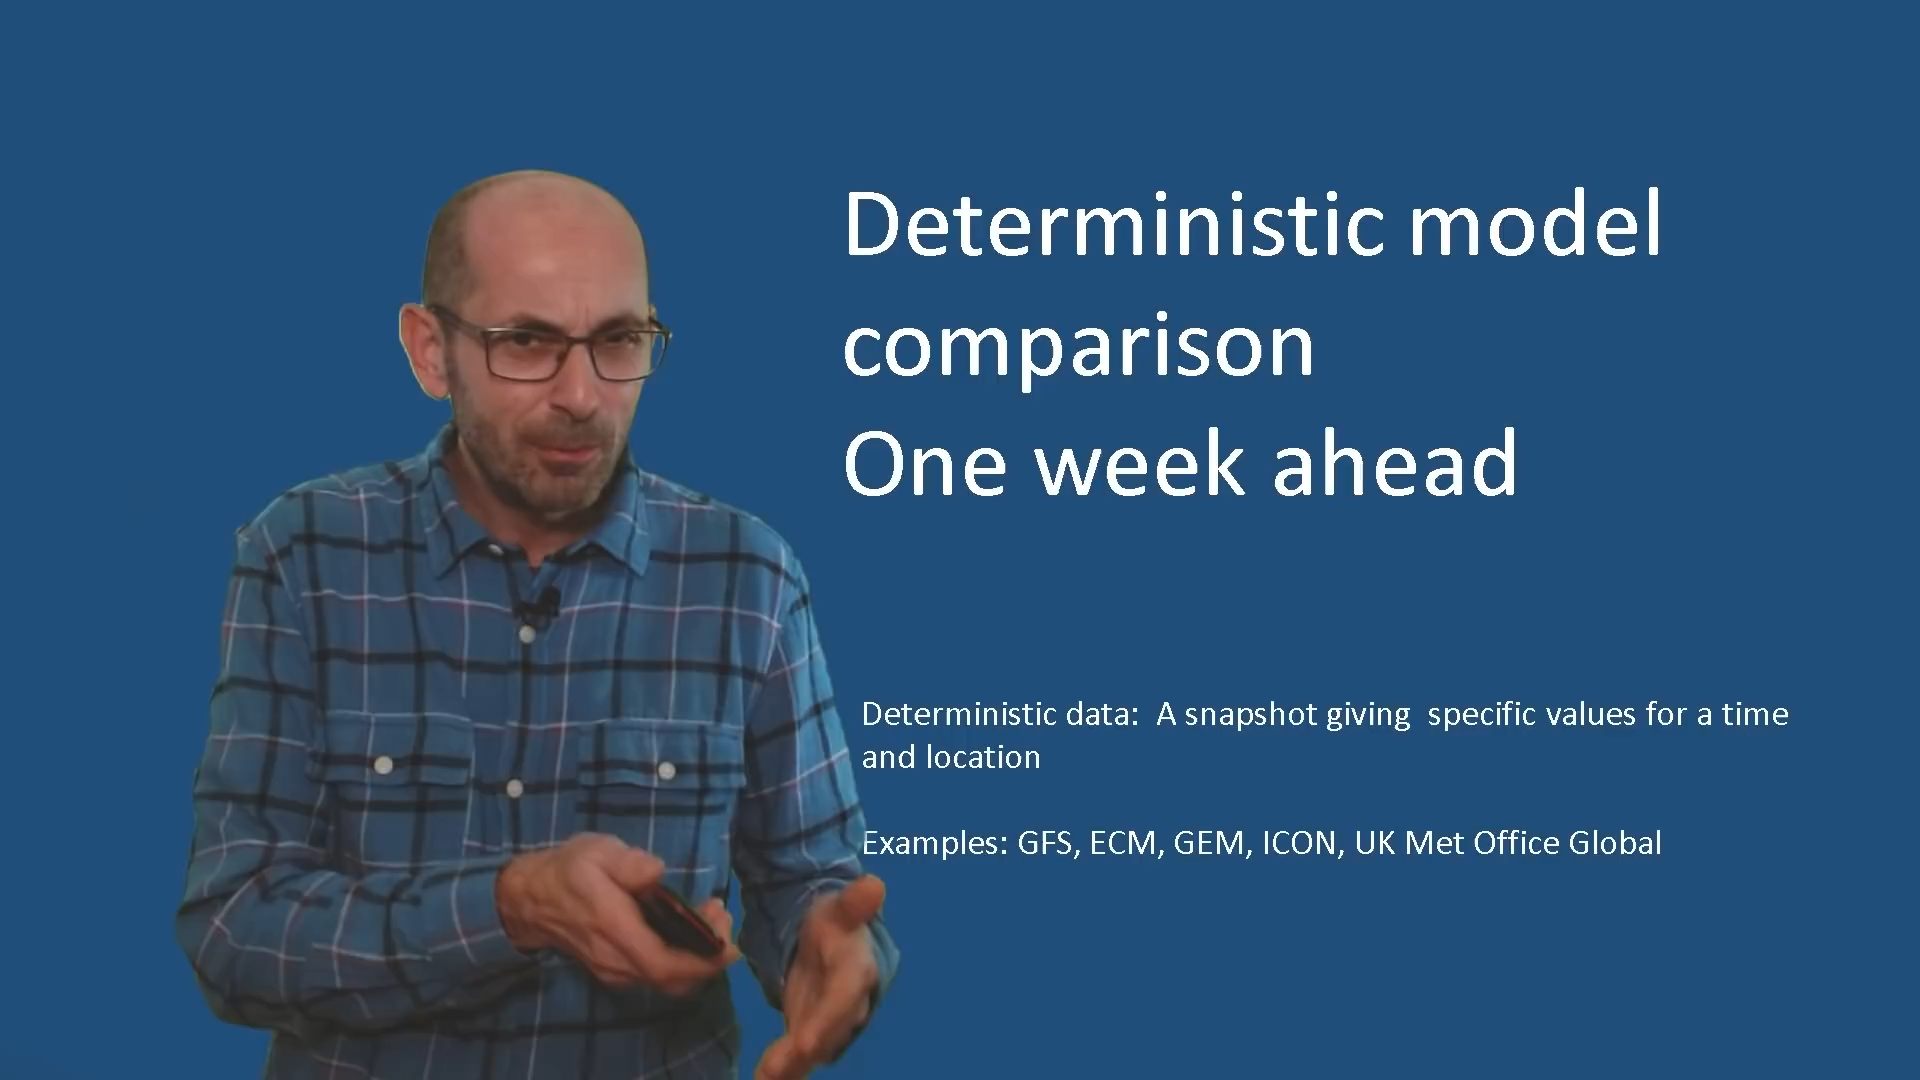 Deterministic model
comparison
One week ahead
Deterministic data:  A snapshot giving  specific values for a time
and location
Examples: GFS, ECM, GEM, ICON, UK Met Office Global